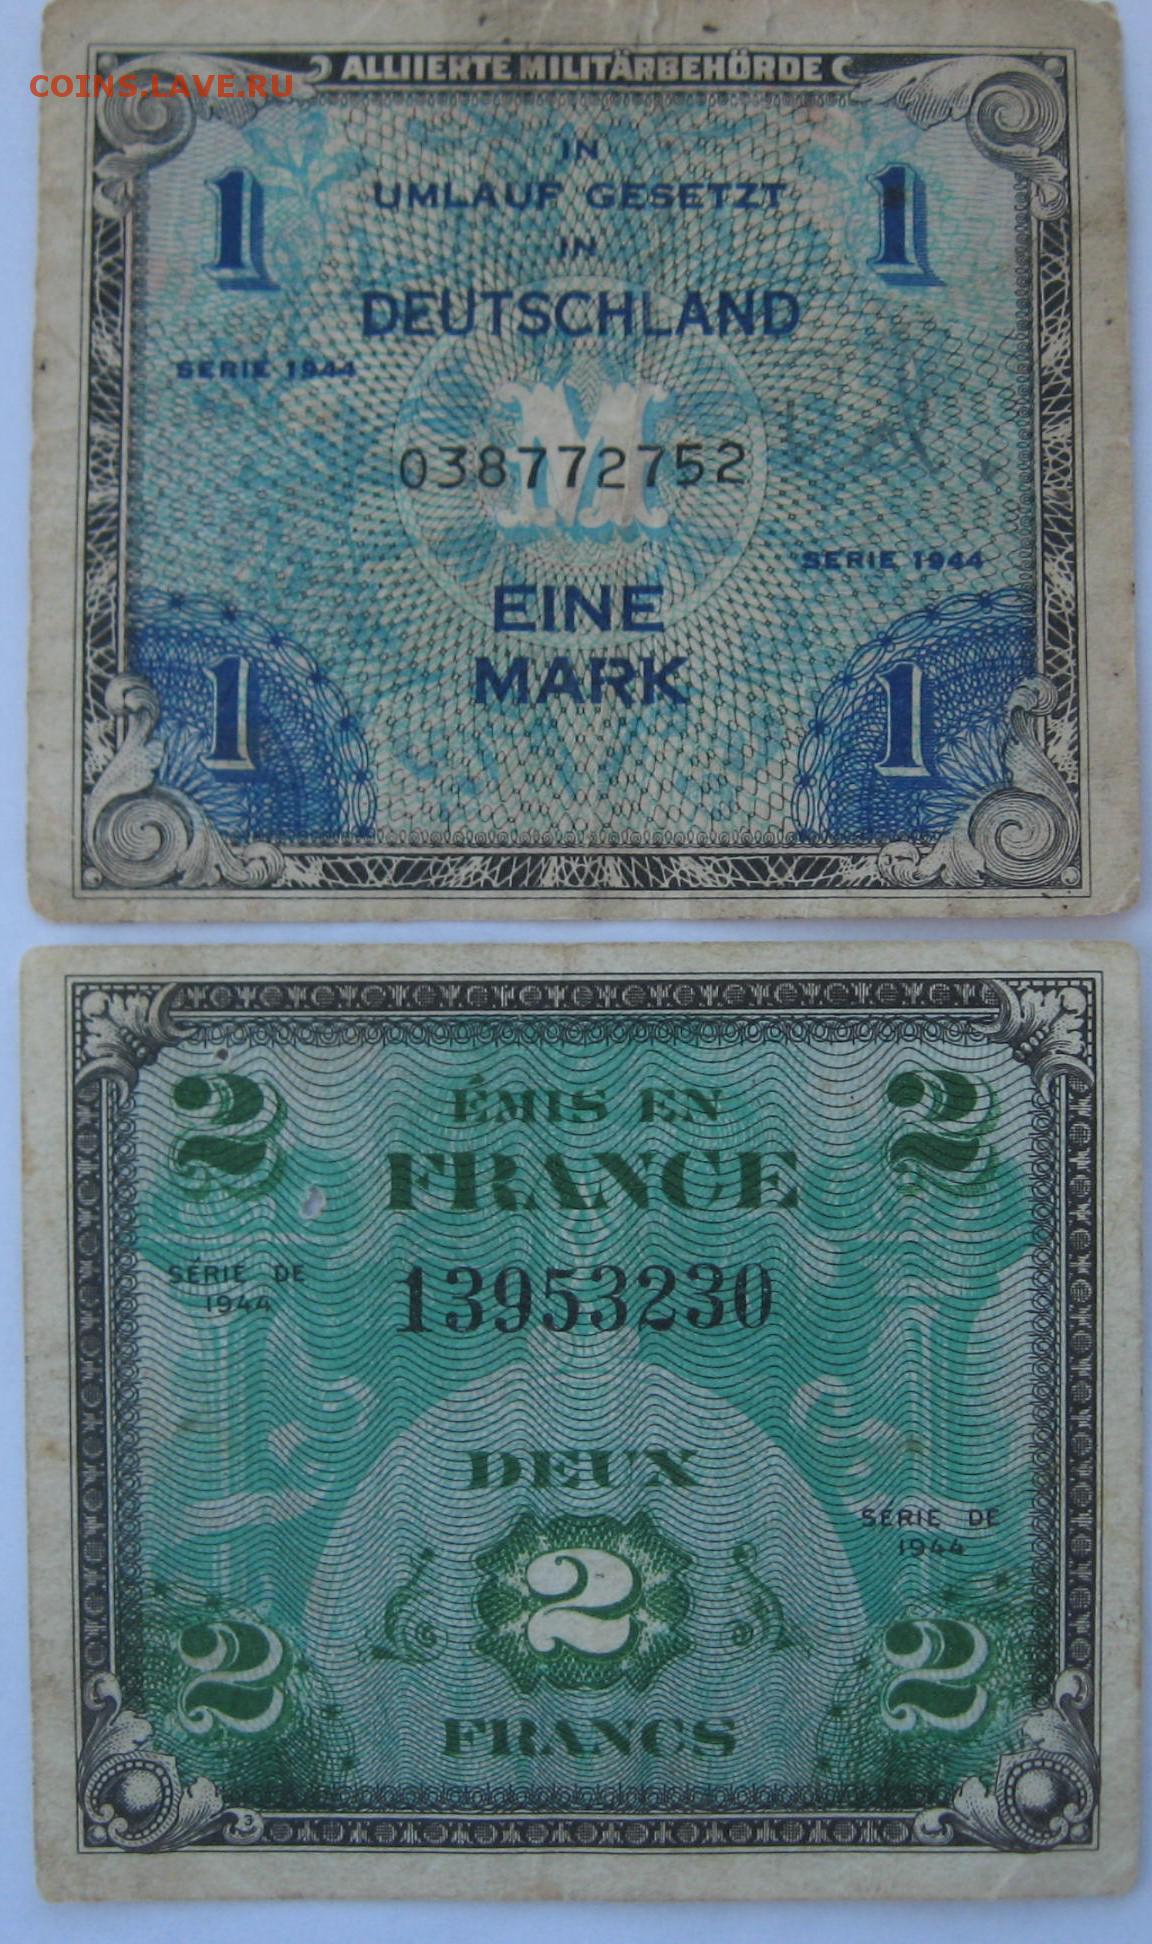 COINS.LAVE.RU
ALLIIERTE MILITÄRBEHÖRDE
IN
1 UMLAUF GESETZT 1
IN
DEUTSCHLAND
SERIE 1944
M
038772752
SERIE 1944
EINE
MARK
1 1
2 ÉMIS EN 2
FRANCE
SÉRIE DE
1944
13953230
DEUX
SÉRIE DE
1944
2
2 2
FRANCS
3